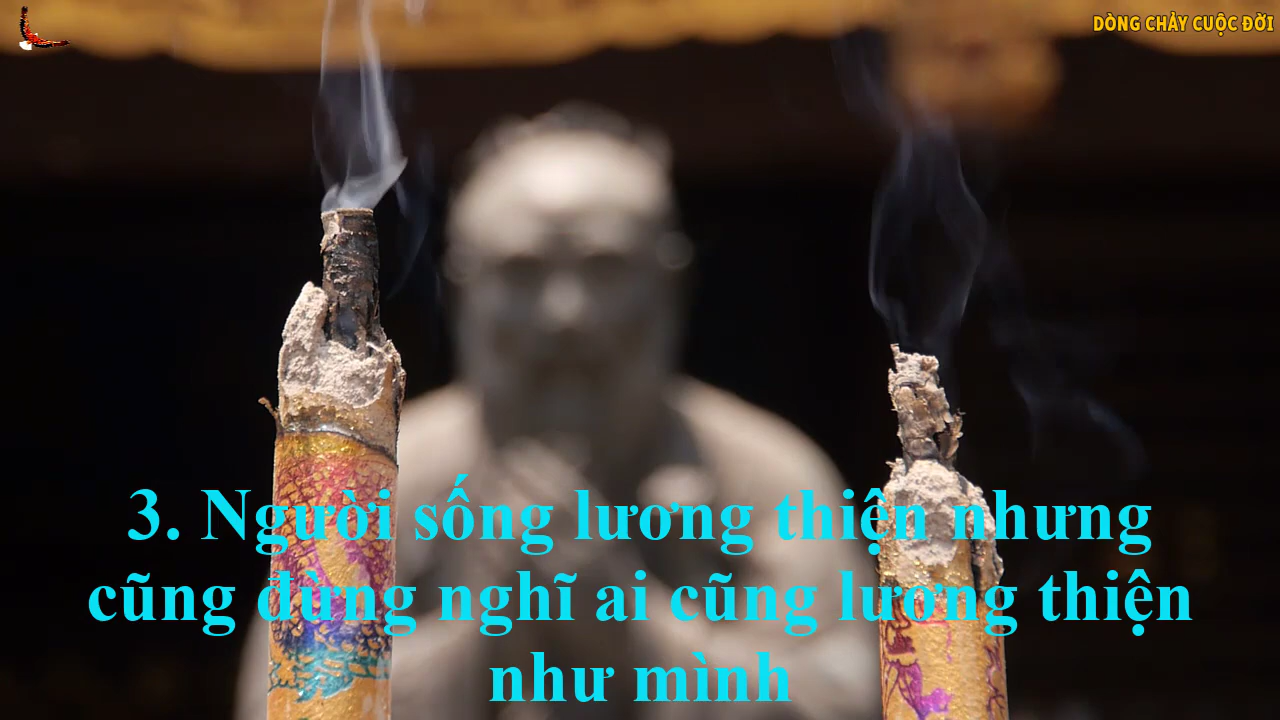 DÒNG CHẢY CUỘC ĐỜI
3. Người sống lương thiện nhưng
cũng đừng nghĩ ai cũng lương thiện
như mình